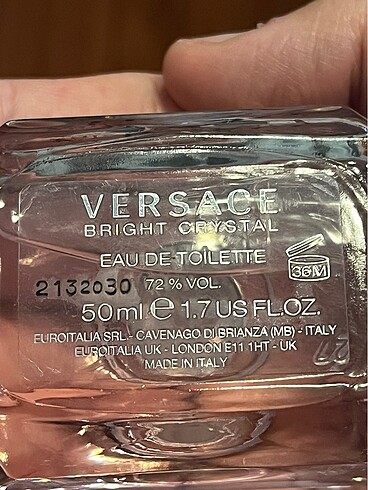 VERSACE
BRIGHT CRYSTAL
EAU DE TOILETTE
36M
2132030 72 % VOL.
50ml e 1.7 US FL.OZ.
EUROITALIA SRL.- CAVENAGO DI BRIANZA (MB) - ITALY
EUROITALIA UK - LONDON E11 1HT - UK
MADE IN ITALY